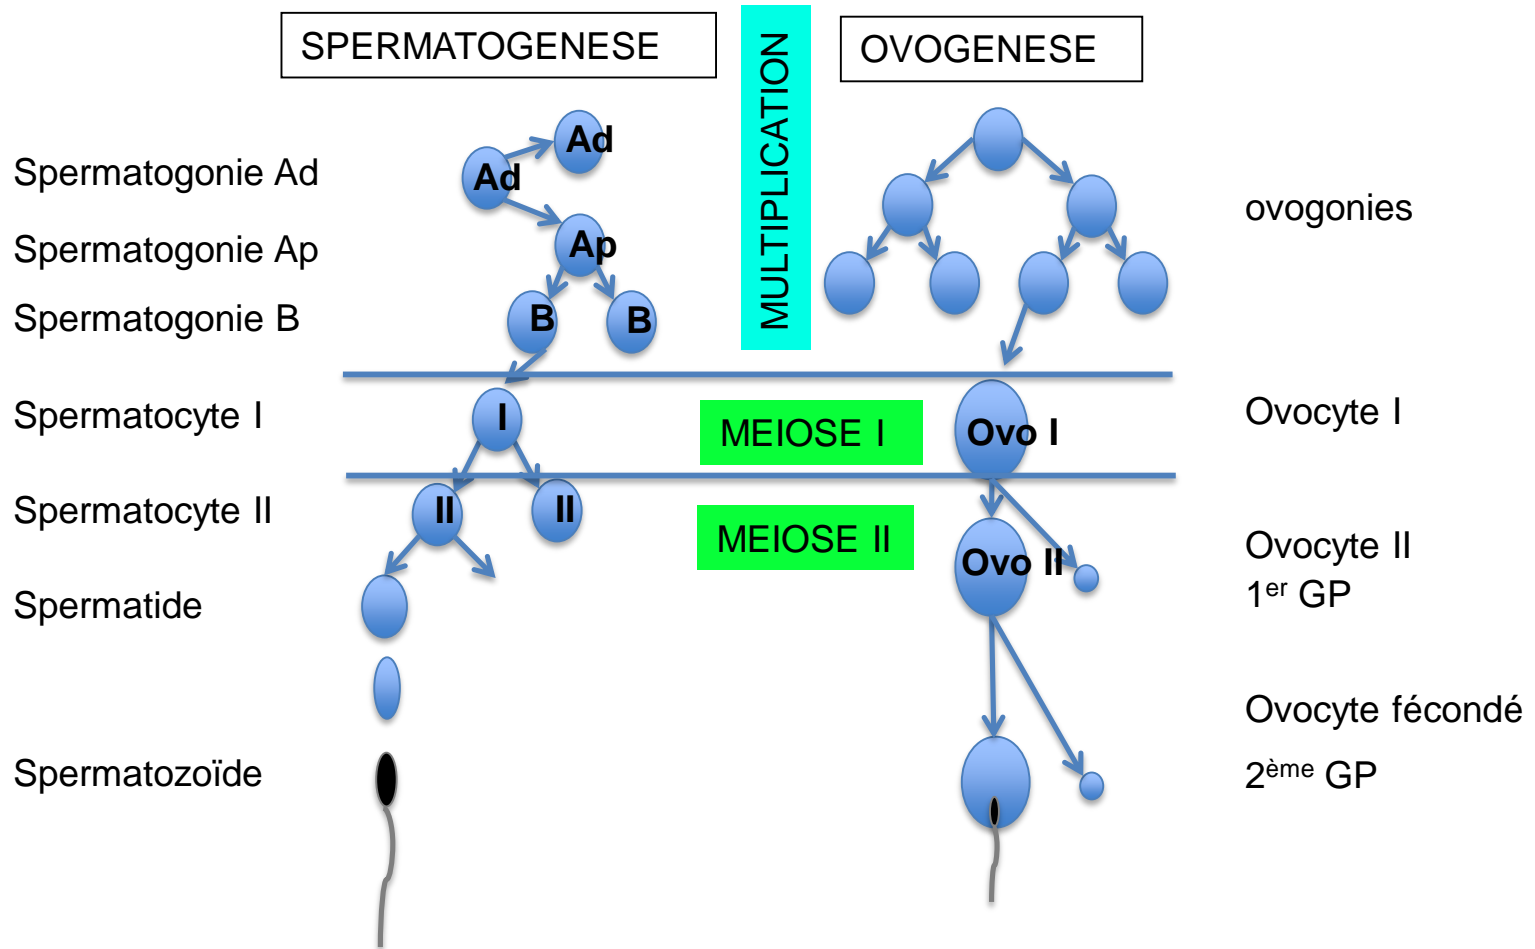 SPERMATOGENESE
MULTIPLICATION
OVOGENESE
Spermatogonie Ad
Ad
Ad
ovogonies
Spermatogonie Ap
Ap
Spermatogonie B
B
B
Spermatocyte I
I
MEIOSE I
Ovo I
Ovocyte I
Spermatocyte II
II
II
MEIOSE II
Ovo II
Ovocyte II
1er GP
Spermatide
Ovocyte fécondé
Spermatozoïde
2ème GP